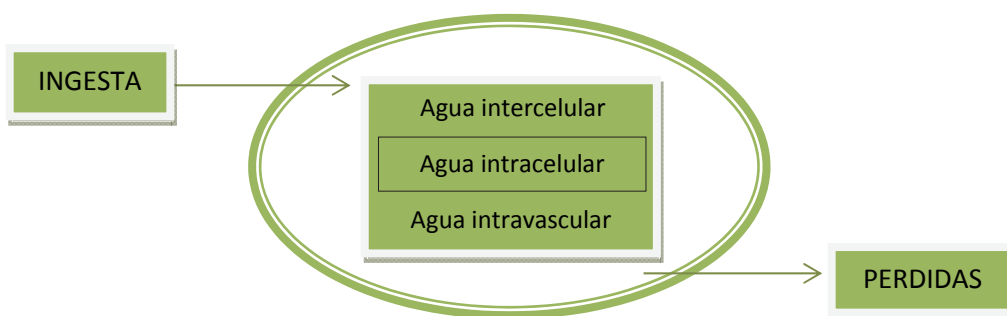 INGESTA
Agua intercelular
Agua intracelular
Agua intravascular
PERDIDAS